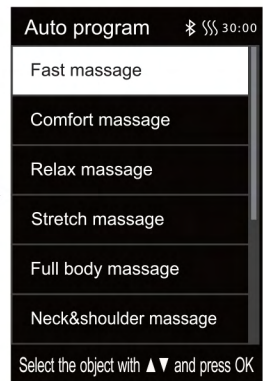 Auto program 30:00
Fast massage
Comfort massage
Relax massage
Stretch massage
Full body massage
Neck&shoulder massage
Select the object with ▲▼ and press OK